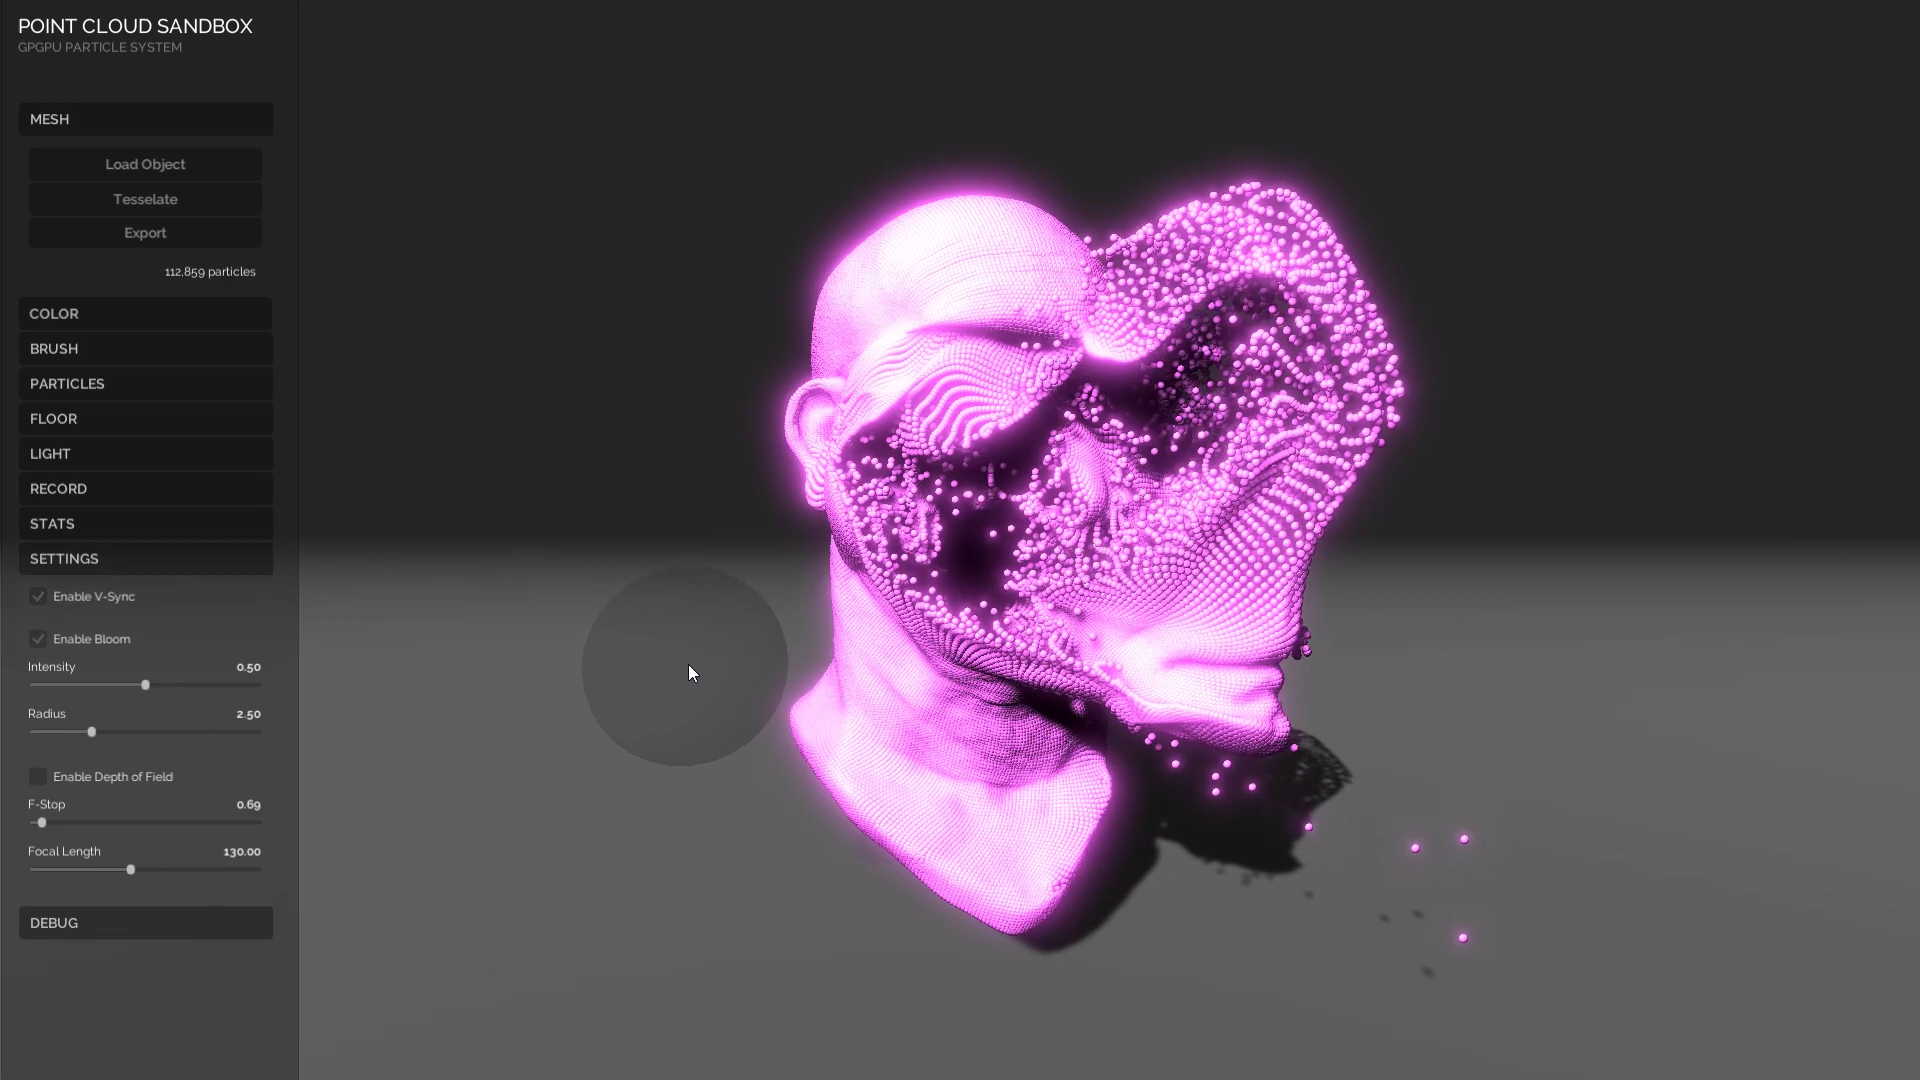 POINT CLOUD SANDBOX
GPGPU PARTICLE SYSTEM
MESH
Load Object
Tesselate
Export
112,859 particles
COLOR
BRUSH
PARTICLES
FLOOR
LIGHT
RECORD
STATS
SETTINGS
Enable V-Sync
Enable Bloom
Intensity 0.50
Radius 2.50
Enable Depth of Field
F-Stop 0.69
Focal Length 130.00
DEBUG